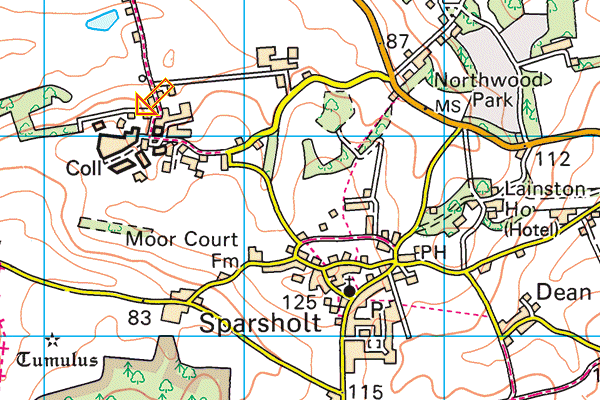 87
Northwood
Park
MS
112
Coll
Lainston
Ho
(Hotel)
Moor Court
Fm
PH
125
Sparsholt
P
83
Dean
Tumulus
115